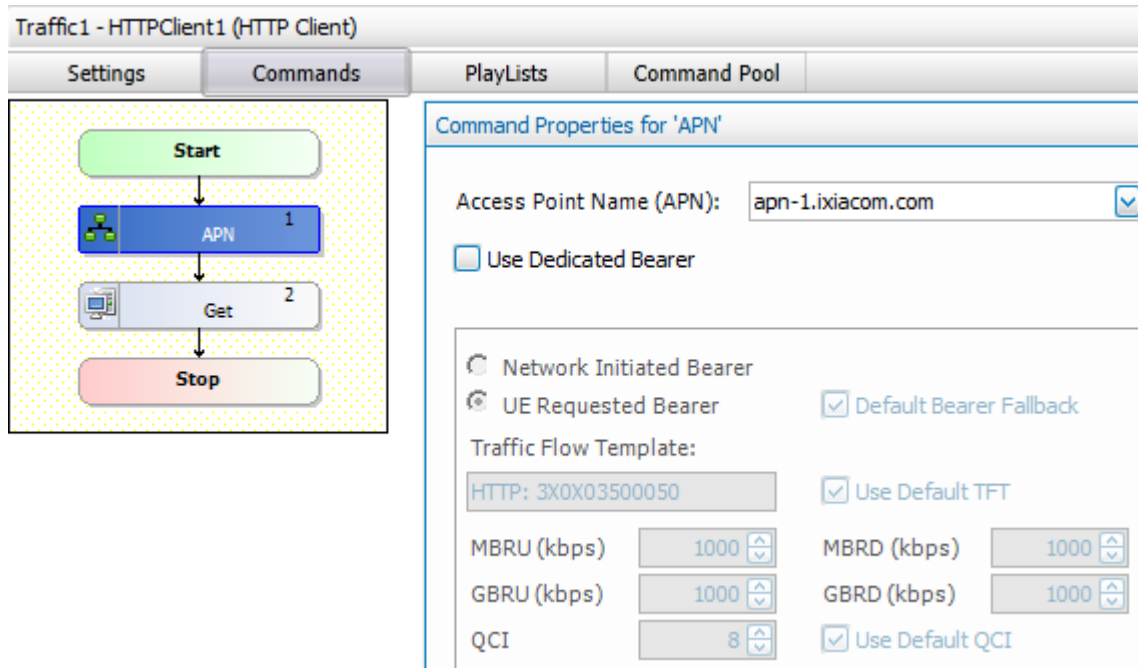 Traffic1 - HTTPClient1 (HTTP Client)
Settings Commands PlayLists Command Pool
Start
1
APN
2
Get
Stop
Command Properties for 'APN'
Access Point Name (APN): apn-1.ixiacom.com
Use Dedicated Bearer
Network Initiated Bearer
UE Requested Bearer Default Bearer Fallback
Traffic Flow Template:
HTTP: 3X0X03500050 Use Default TFT
MBRU (kbps) 1000 MBRD (kbps) 1000
GBRU (kbps) 1000 GBRD (kbps) 1000
QCI 8 Use Default QCI